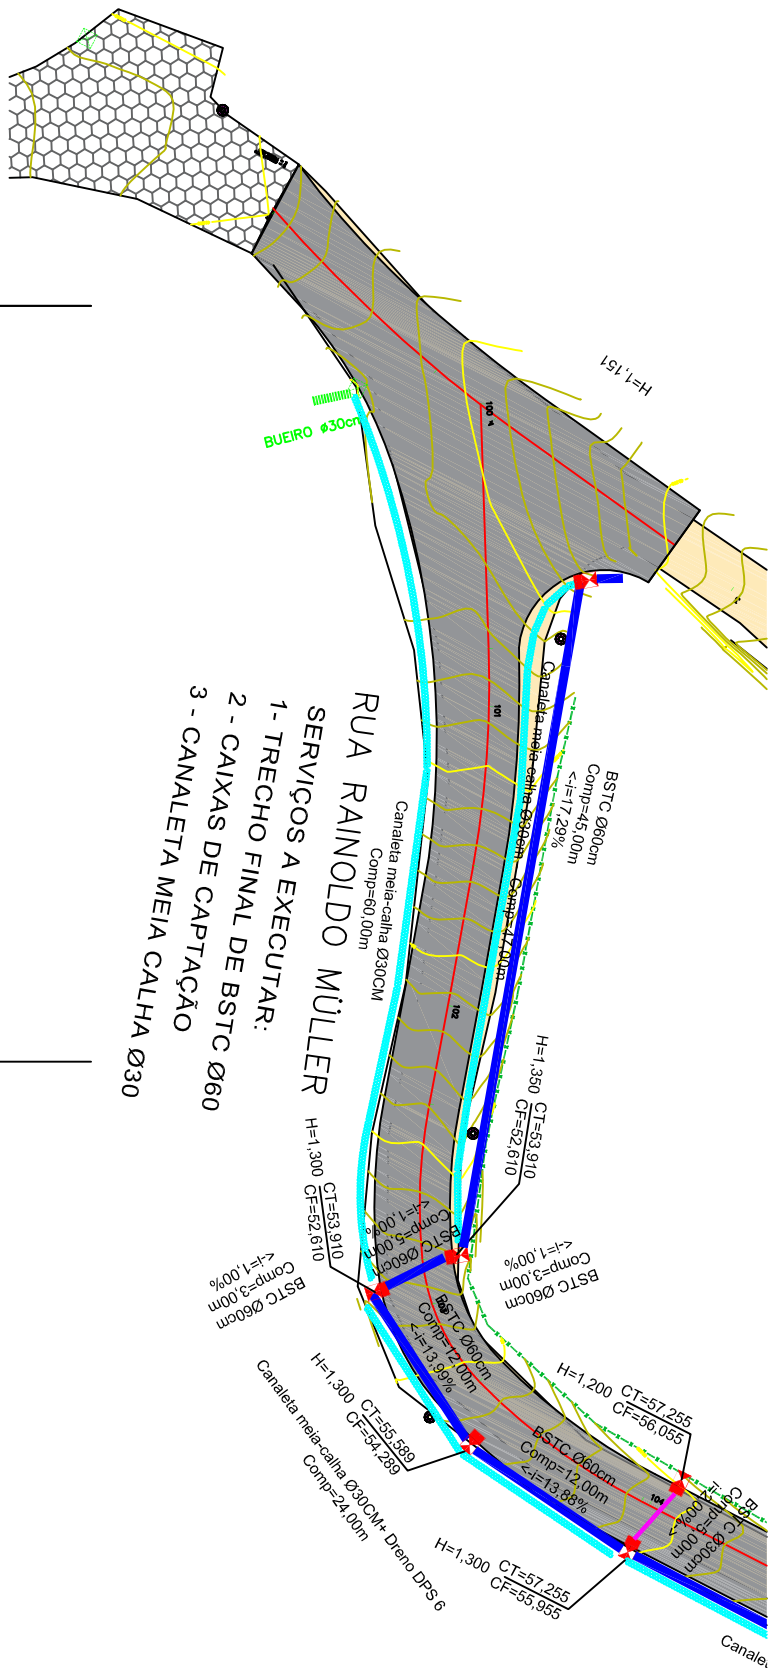 H=1,151
100
BUEIRO ø30cm
101
Canaleta meia-calha Ø30cm Comp=47,00m
BSTC Ø60cm
Comp=45,00m
<-i=17,29%
RUA RAINOLDO MÜLLER
SERVIÇOS A EXECUTAR:
1- TRECHO FINAL DE BSTC Ø60
2 - CAIXAS DE CAPTAÇÃO
3 - CANALETA MEIA CALHA Ø30
Canaleta meia-calha Ø30CM
Comp=60,00m
102
H=1,350
CT=53,910
CF=52,610
H=1,300
CT=53,910
CF=52,610
BSTC Ø60cm
Comp=5,00m
<-i=1,00%
BSTC Ø60cm
Comp=3,00m
<-i=1,00%
BSTC Ø60cm
Comp=3,00m
<-i=1,00%
BSTC Ø60cm
Comp=12,00m
<-i=13,99%
H=1,300
CT=55,589
CF=54,289
Canaleta meia-calha Ø30CM+ Dreno DPS 6
Comp=24,00m
BSTC Ø60cm
Comp=12,00m
<-i=13,88%
H=1,200
CT=57,255
CF=56,055
104
BSTC Ø30cm
Comp=5,00m
i=2,00%->
H=1,300
CT=57,255
CF=55,955